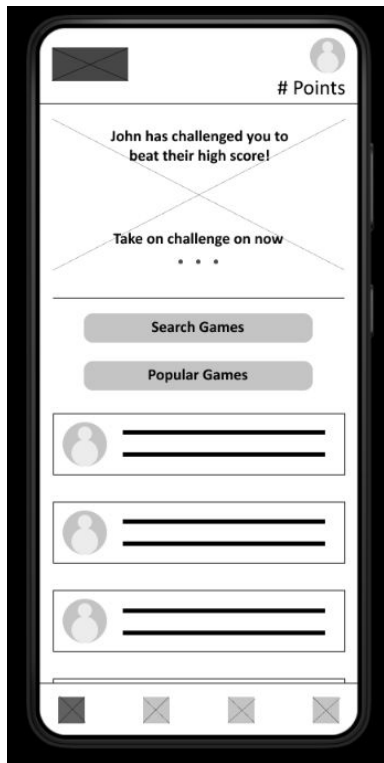 # Points
John has challenged you to
beat their high score!
Take on challenge on now
Search Games
Popular Games